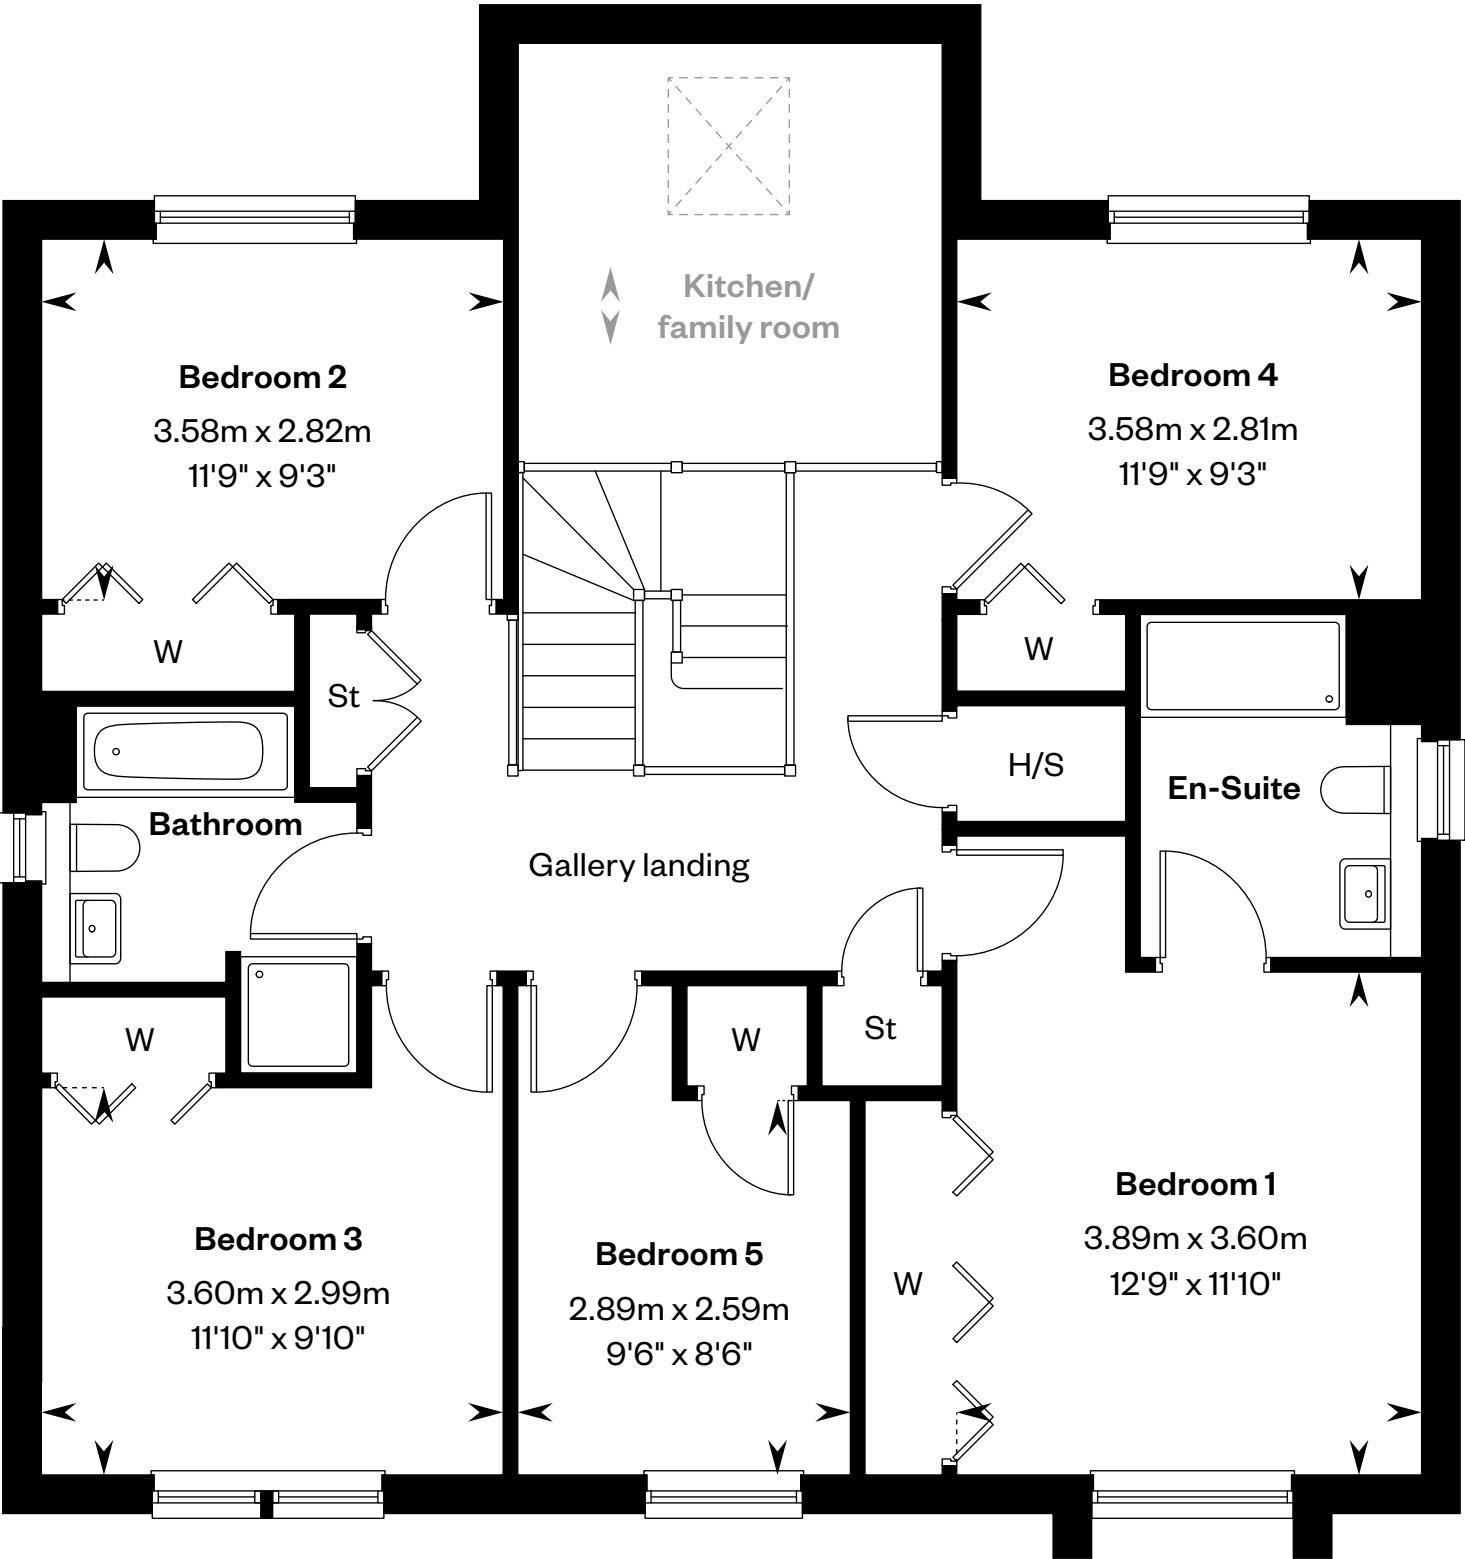 Kitchen/
family room
Bedroom 2
3.58m x 2.82m
11'9" x 9'3"
Bedroom 4
3.58m x 2.81m
11'9" x 9'3"
W
St
W
H/S
En-Suite
Bathroom
Gallery landing
W
W
St
Bedroom 3
3.60m x 2.99m
11'10" x 9'10"
Bedroom 5
2.89m x 2.59m
9'6" x 8'6"
W
Bedroom 1
3.89m x 3.60m
12'9" x 11'10"